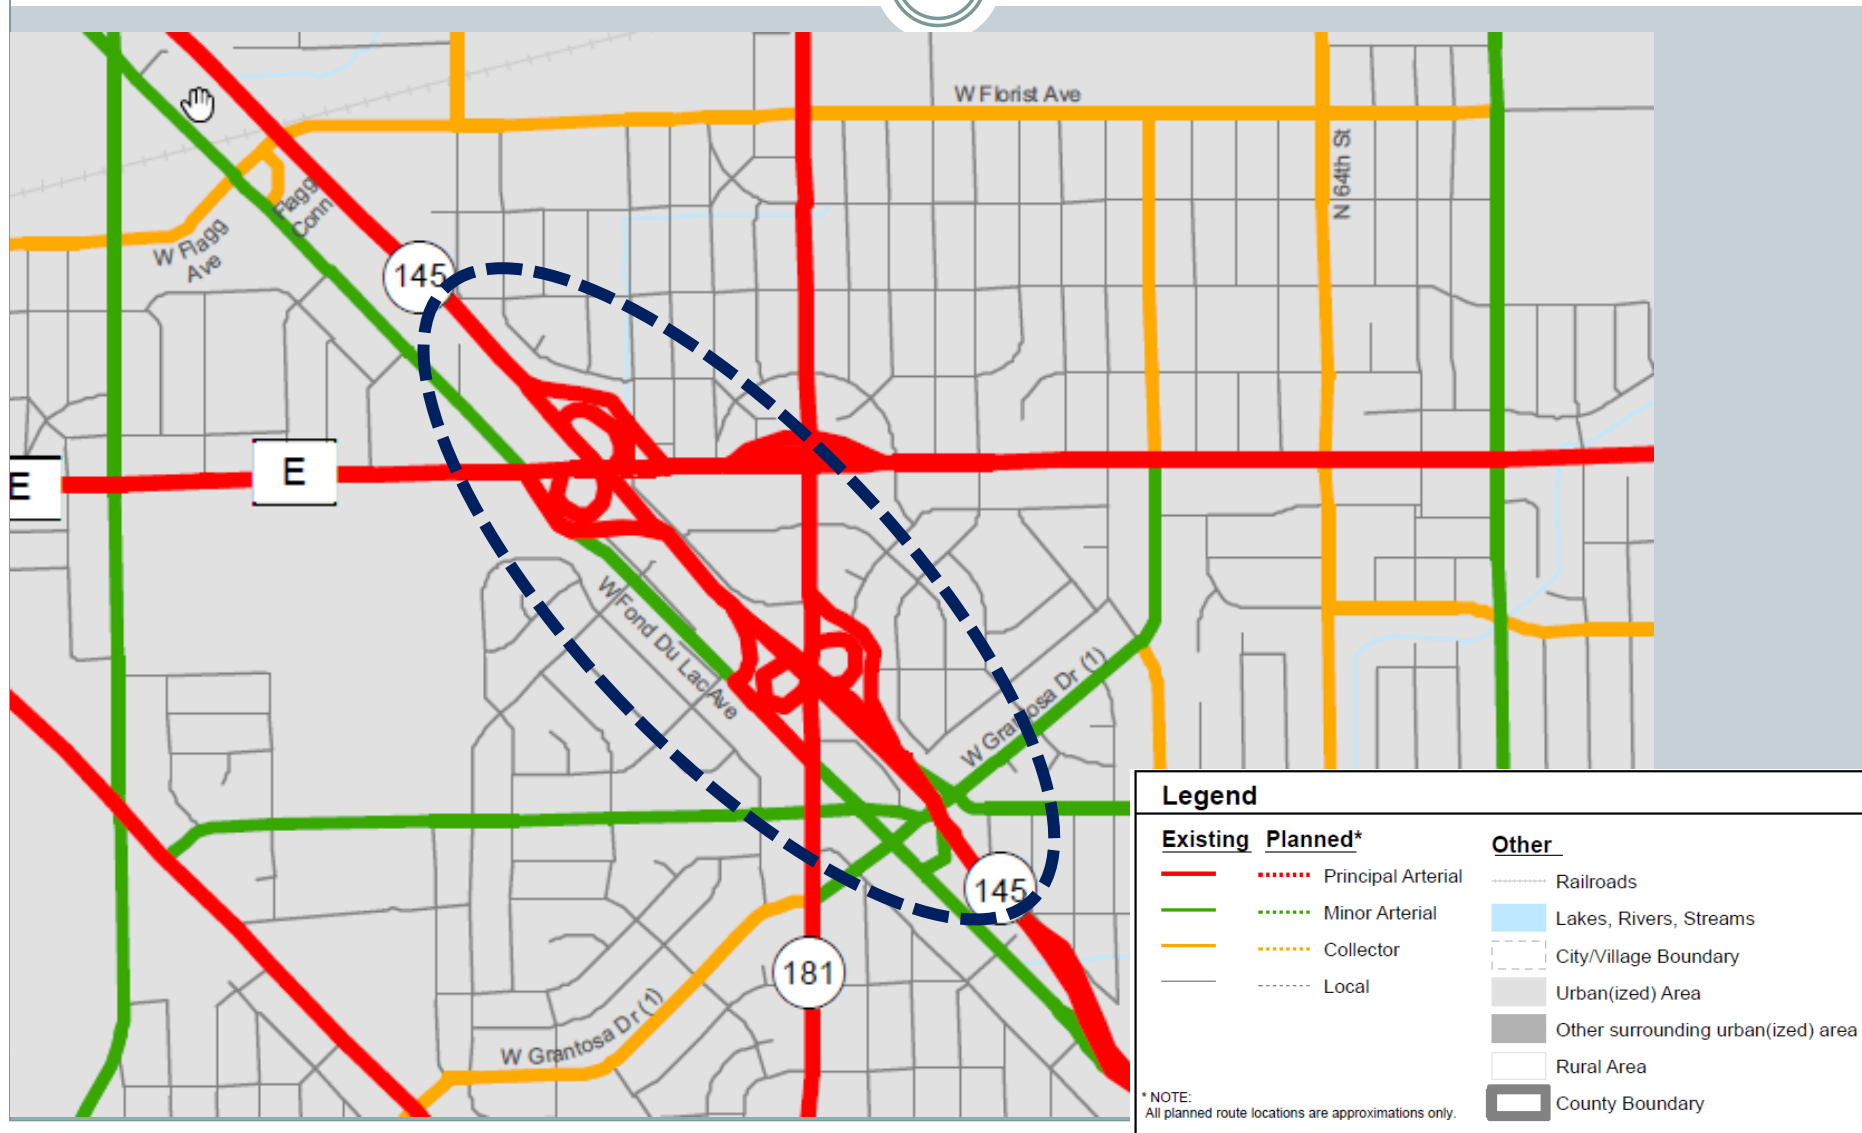 W Florist Ave
N 64th St
Flagg
Conn
W Flagg
Ave
145
E
E
W Fond Du Lac Ave
W Grantosa Dr (1)
145
181
W Grantosa Dr (1)
Legend
Existing Planned* Other
Principal Arterial
Minor Arterial
Collector
Local
Railroads
Lakes, Rivers, Streams
City/Village Boundary
Urban(ized) Area
Other surrounding urban(ized) area
Rural Area
County Boundary
* NOTE:
All planned route locations are approximations only.